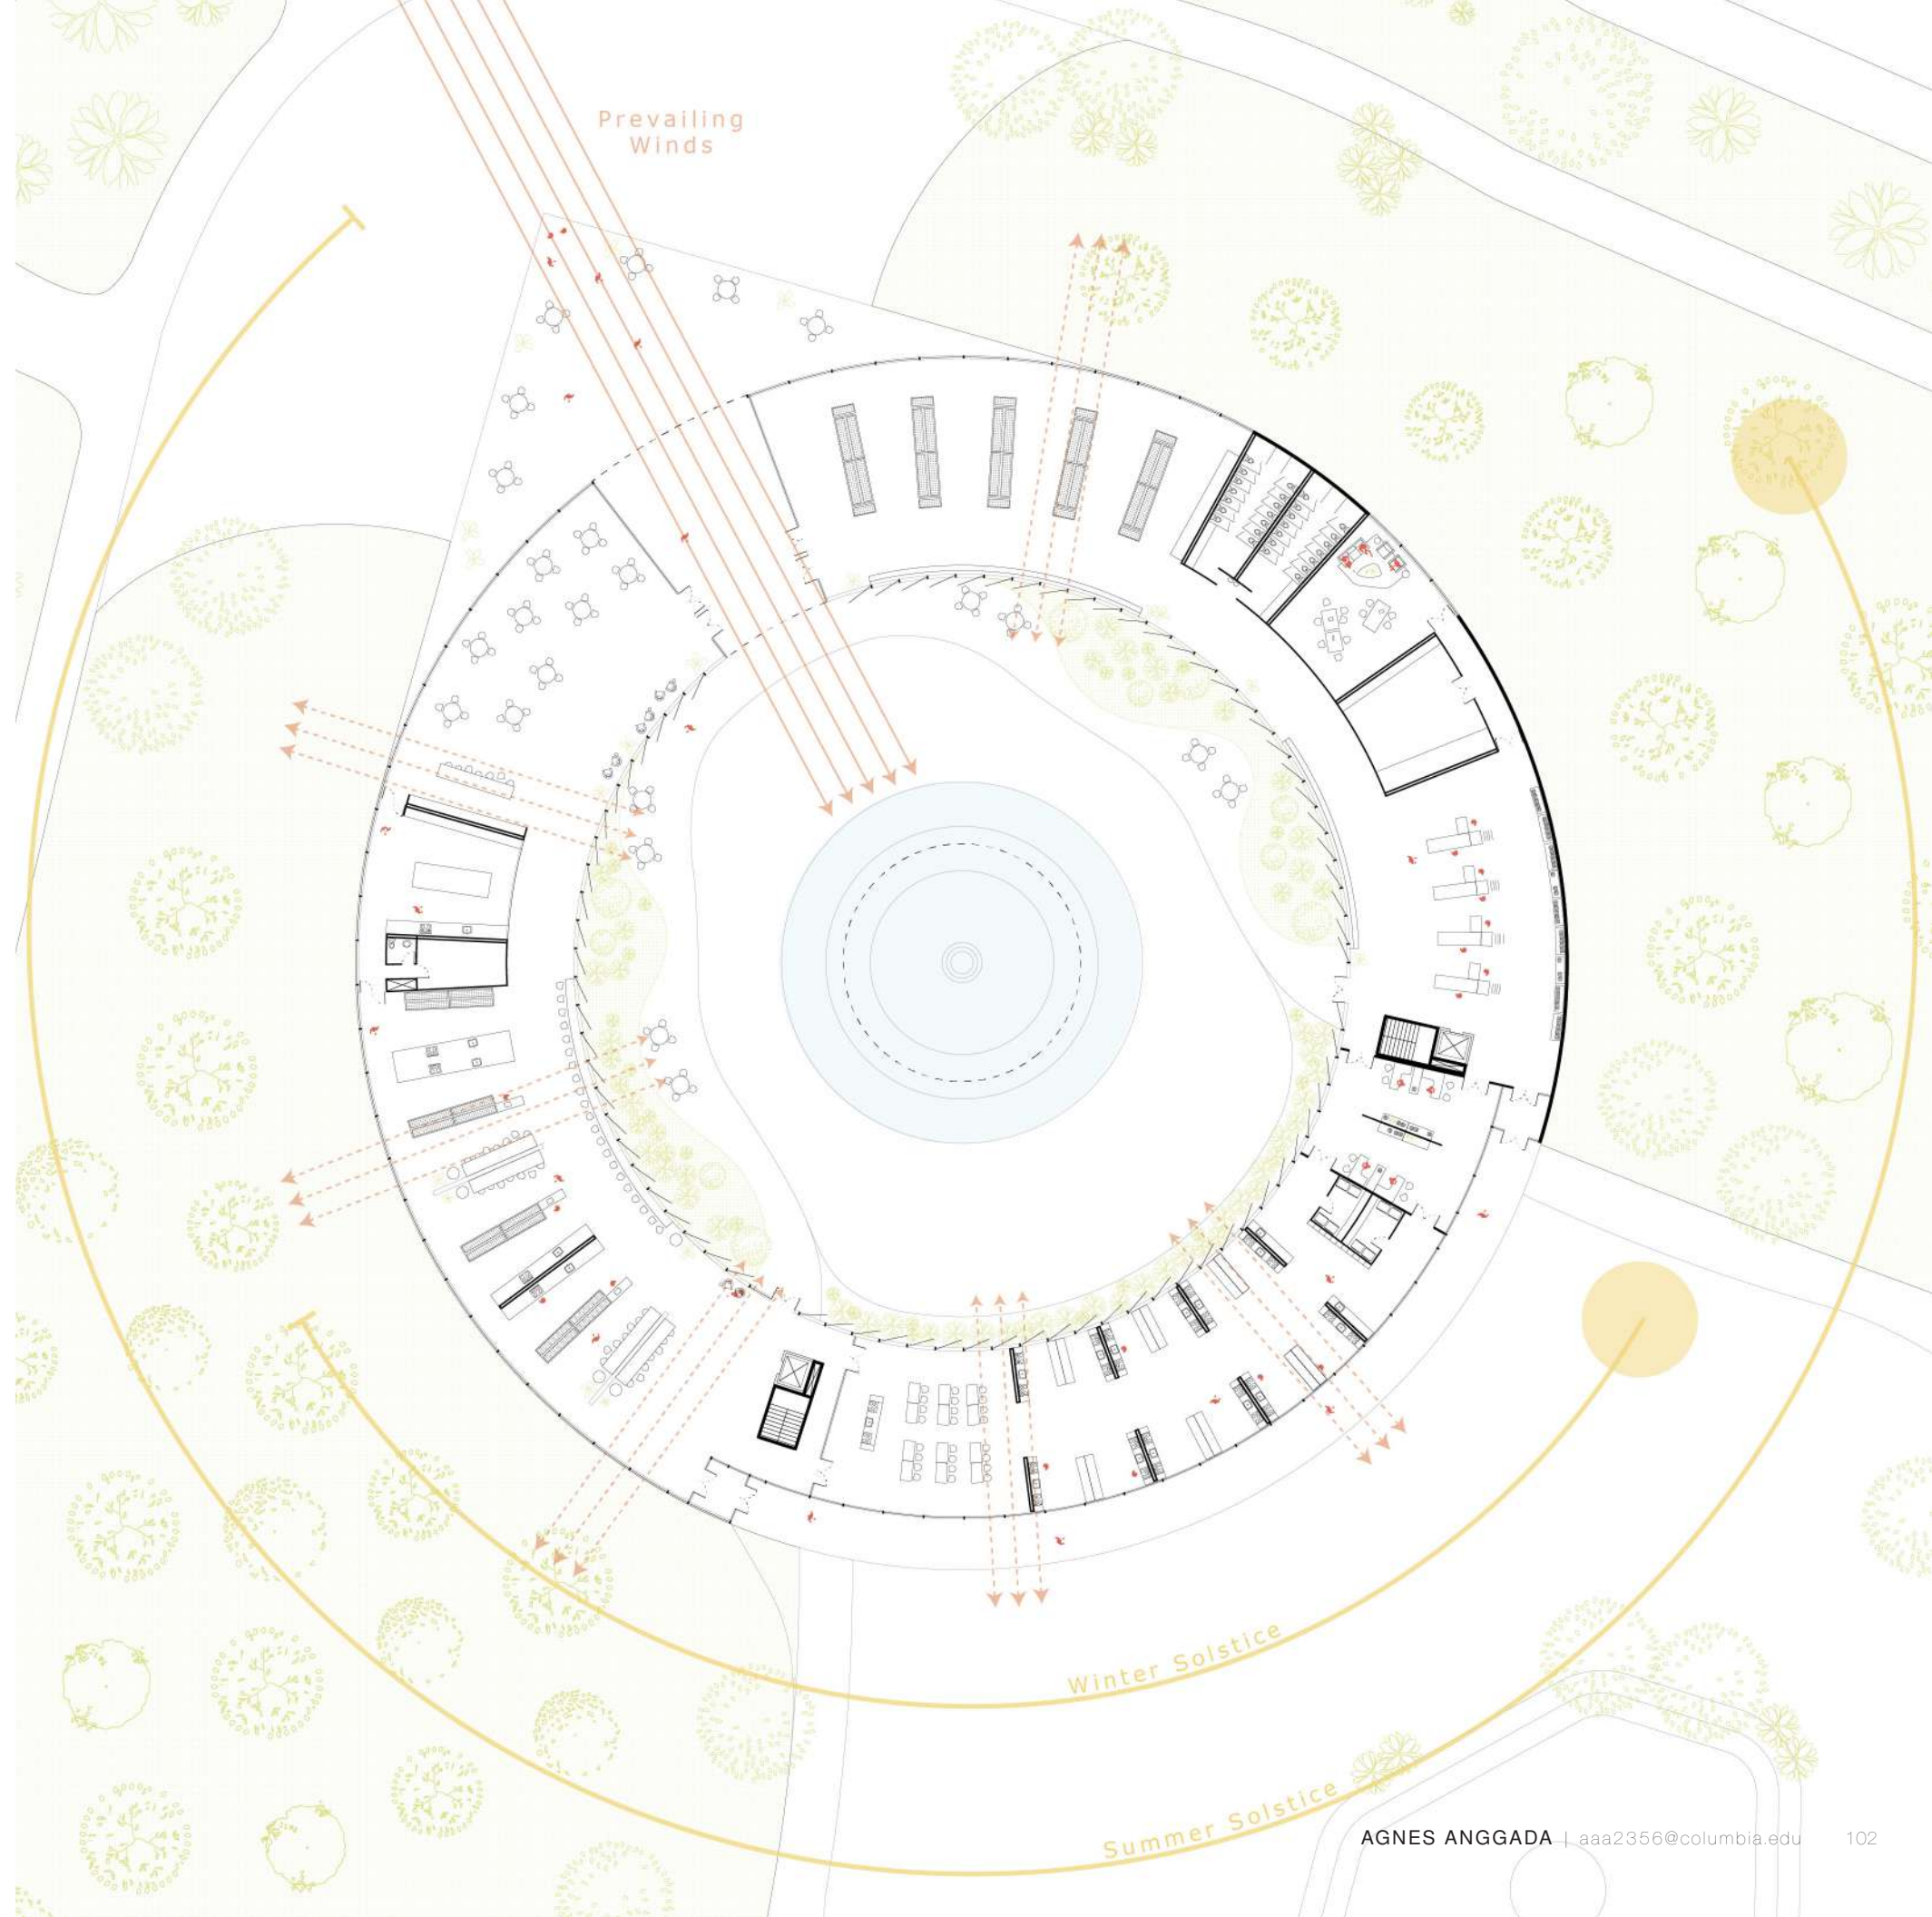 Prevailing
Winds
Winter Solstice
Summer Solstice
AGNES ANGGADA | aaa2356@columbia.edu 102